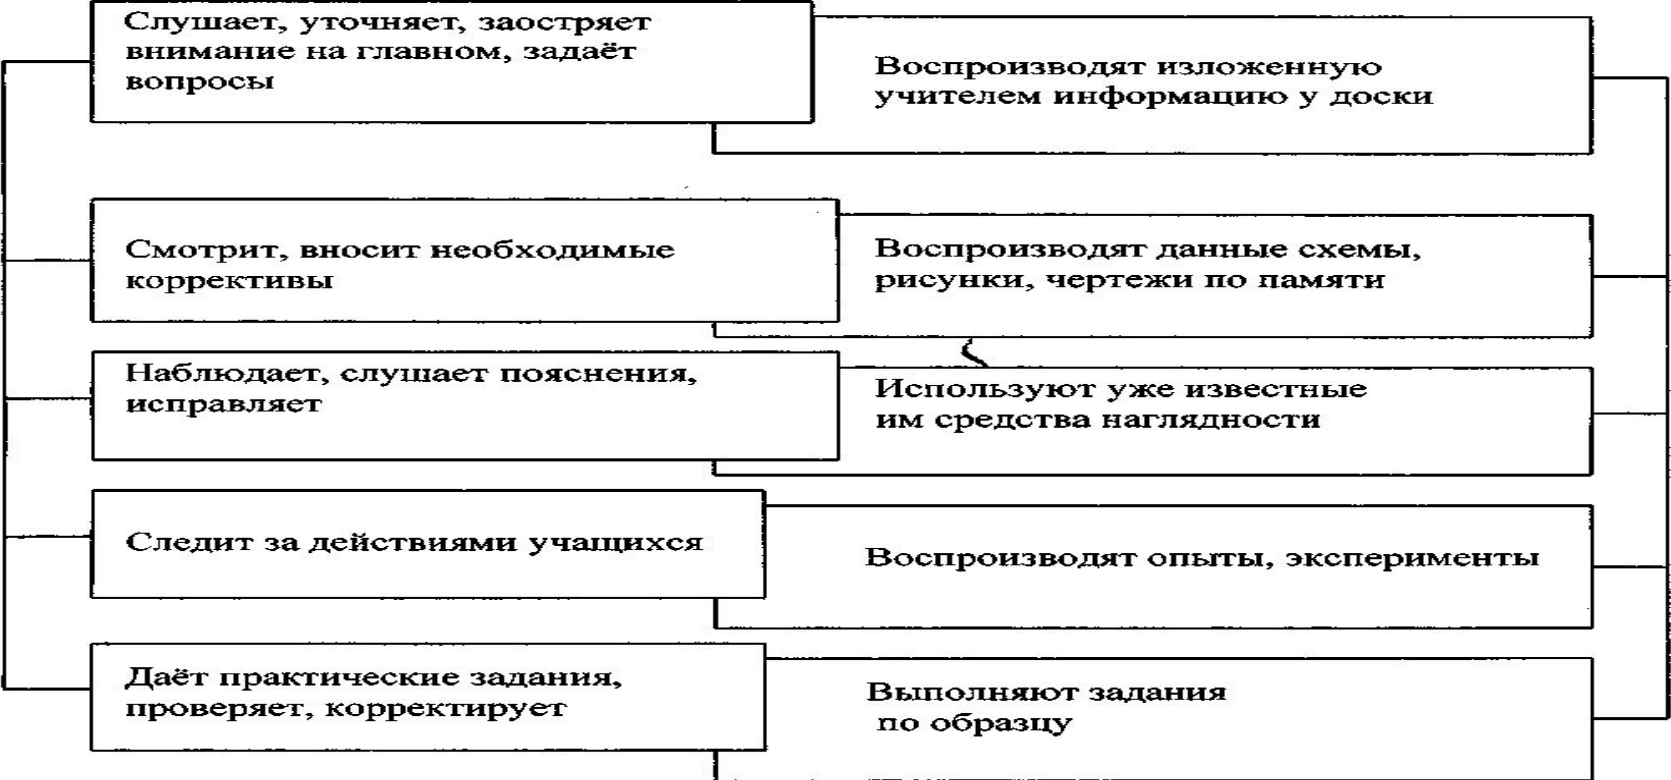 Слушает, уточняет, заостряет
внимание на главном, задаёт
вопросы
Воспроизводят изложенную
учителем информацию у доски
Смотрит, вносит необходимые
коррективы
Воспроизводят данные схемы,
рисунки, чертежи по памяти
Наблюдает, слушает пояснения,
исправляет
Используют уже известные
им средства наглядности
Следит за действиями учащихся
Воспроизводят опыты, эксперименты
Даёт практические задания,
проверяет, корректирует
Выполняют задания
по образцу